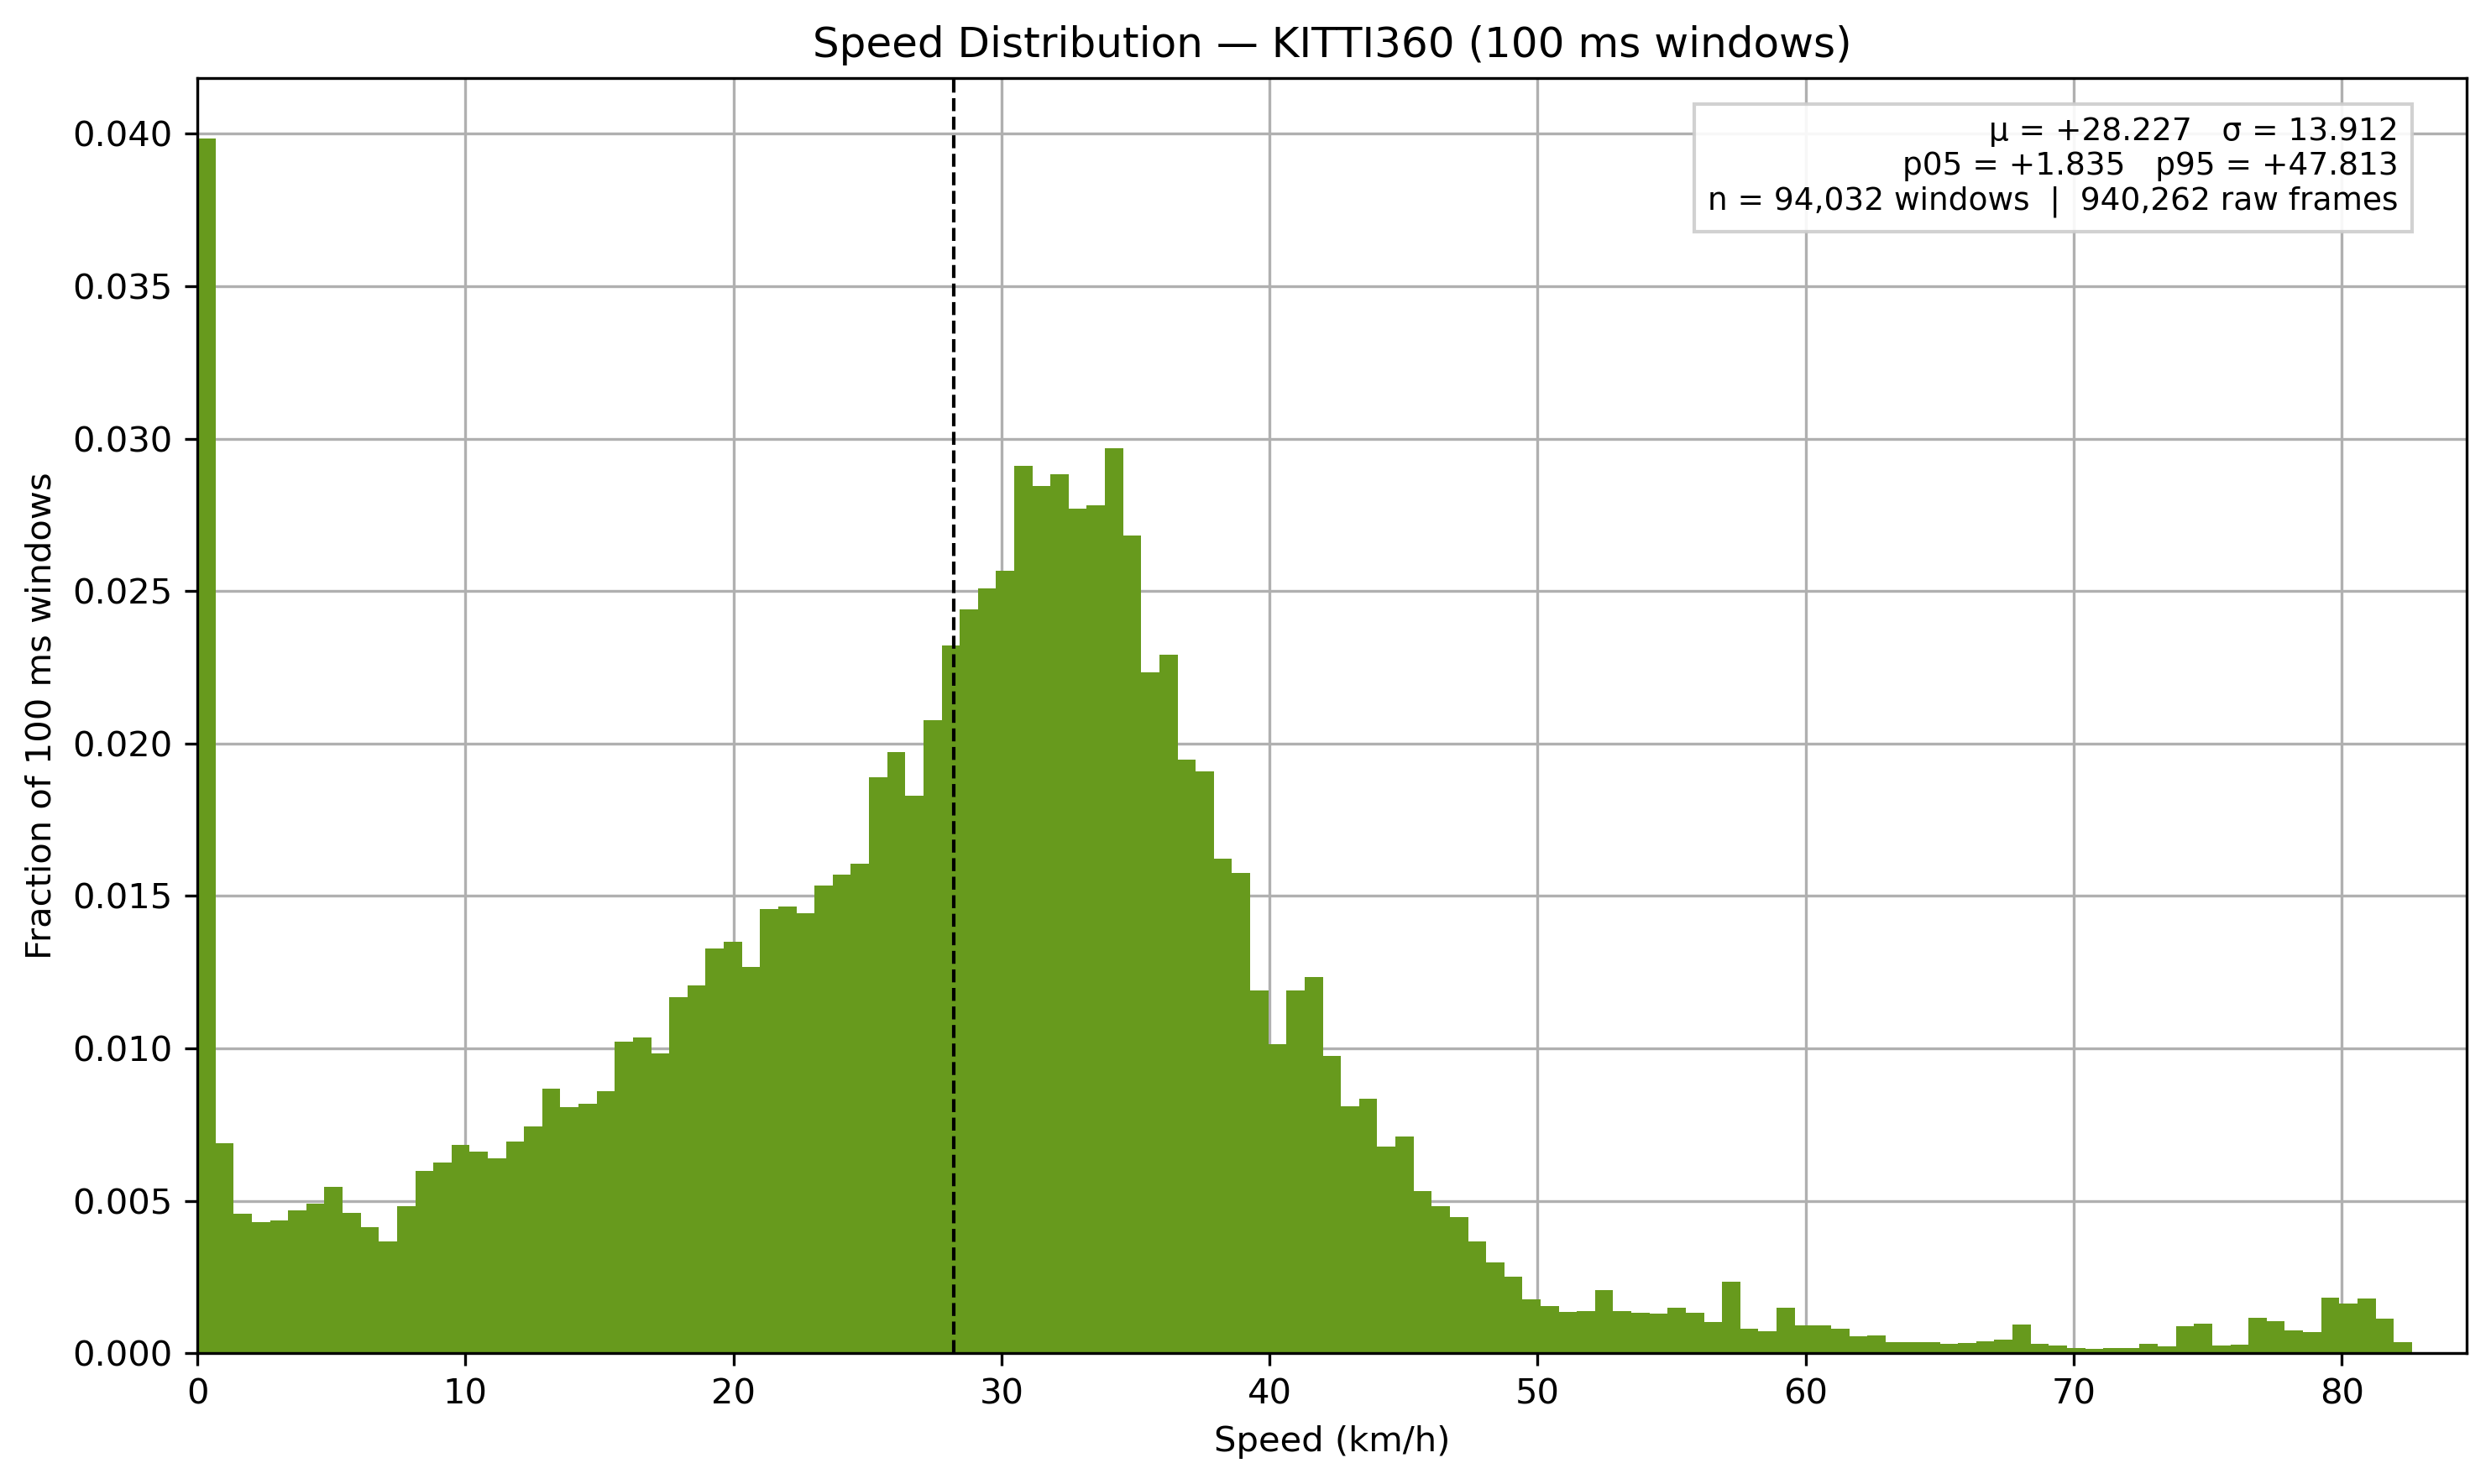 Speed Distribution — KITTI360 (100 ms windows)
μ = +28.227   σ = 13.912
p05 = +1.835   p95 = +47.813
n = 94,032 windows  |  940,262 raw frames
Fraction of 100 ms windows
0.040
0.035
0.030
0.025
0.020
0.015
0.010
0.005
0.000
0 10 20 30 40 50 60 70 80
Speed (km/h)